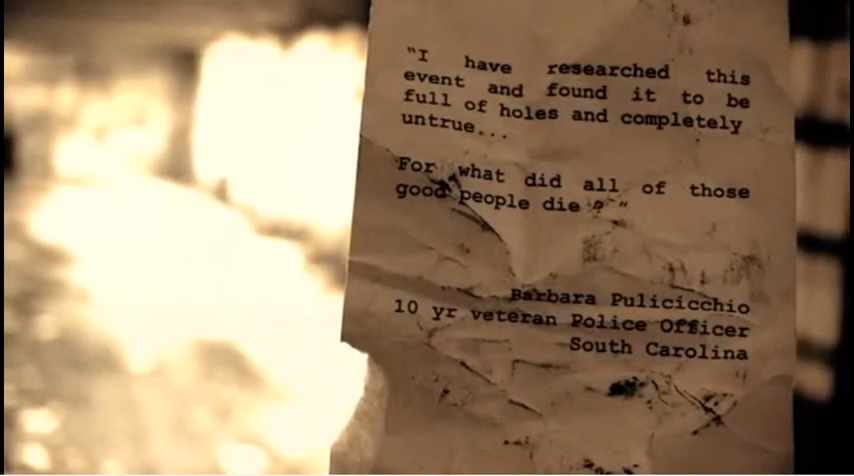 "I have researched this
event and found it to be
full of holes and completely
untrue...
For what did all of those
good people die ? "
Barbara Pulicicchio
10 yr veteran Police Officer
South Carolina